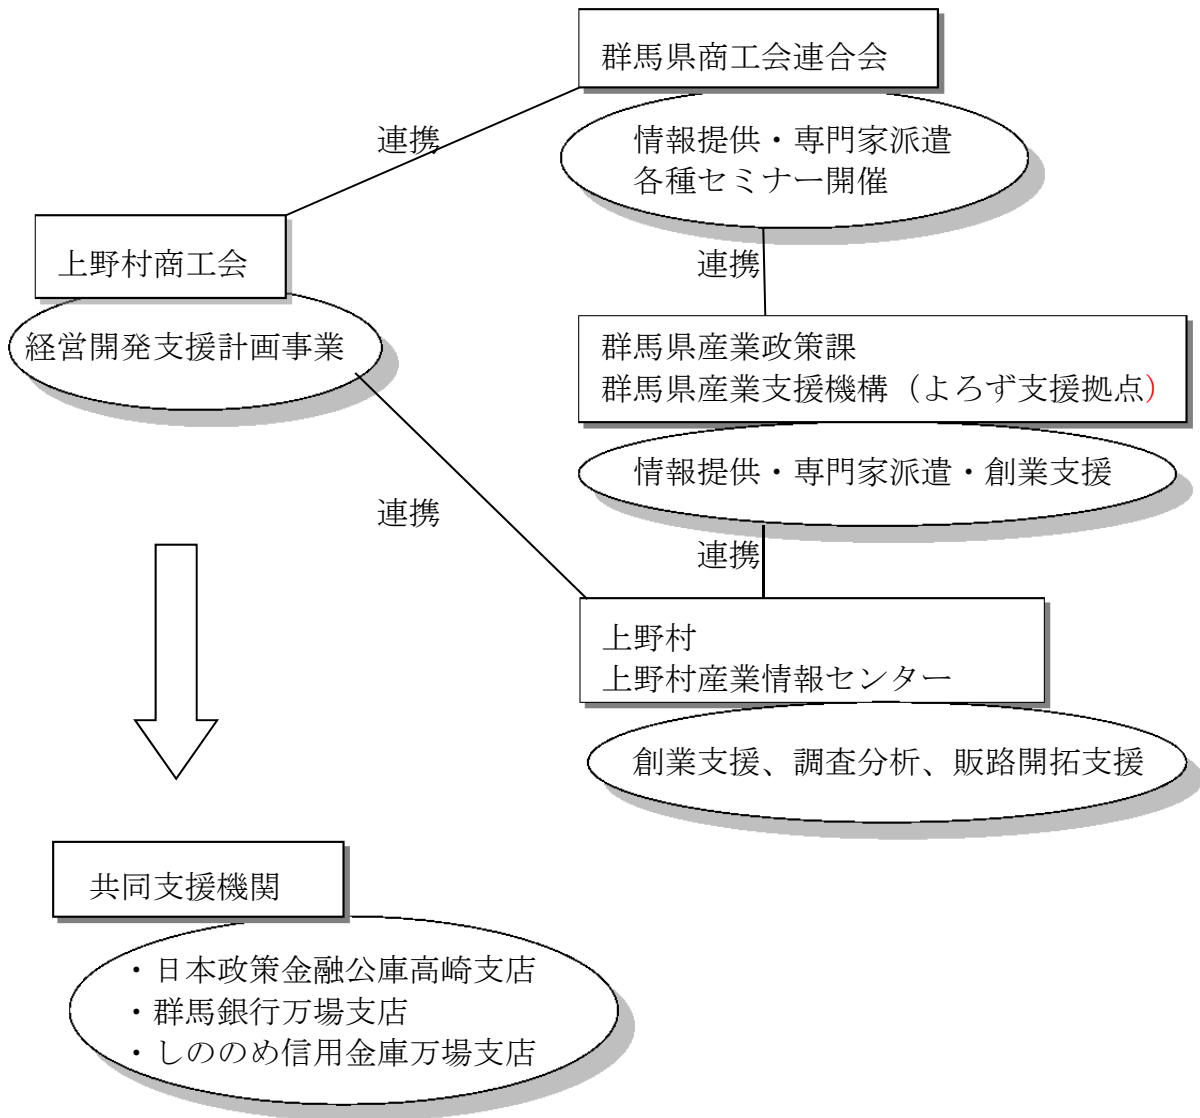 群馬県商工会連合会
情報提供・専門家派遣
各種セミナー開催
連携
上野村商工会
経営開発支援計画事業
連携
群馬県産業政策課
群馬県産業支援機構（よろず支援拠点）
情報提供・専門家派遣・創業支援
連携
連携
上野村
上野村産業情報センター
創業支援、調査分析、販路開拓支援
共同支援機関
・日本政策金融公庫高崎支店
・群馬銀行万場支店
・しののめ信用金庫万場支店